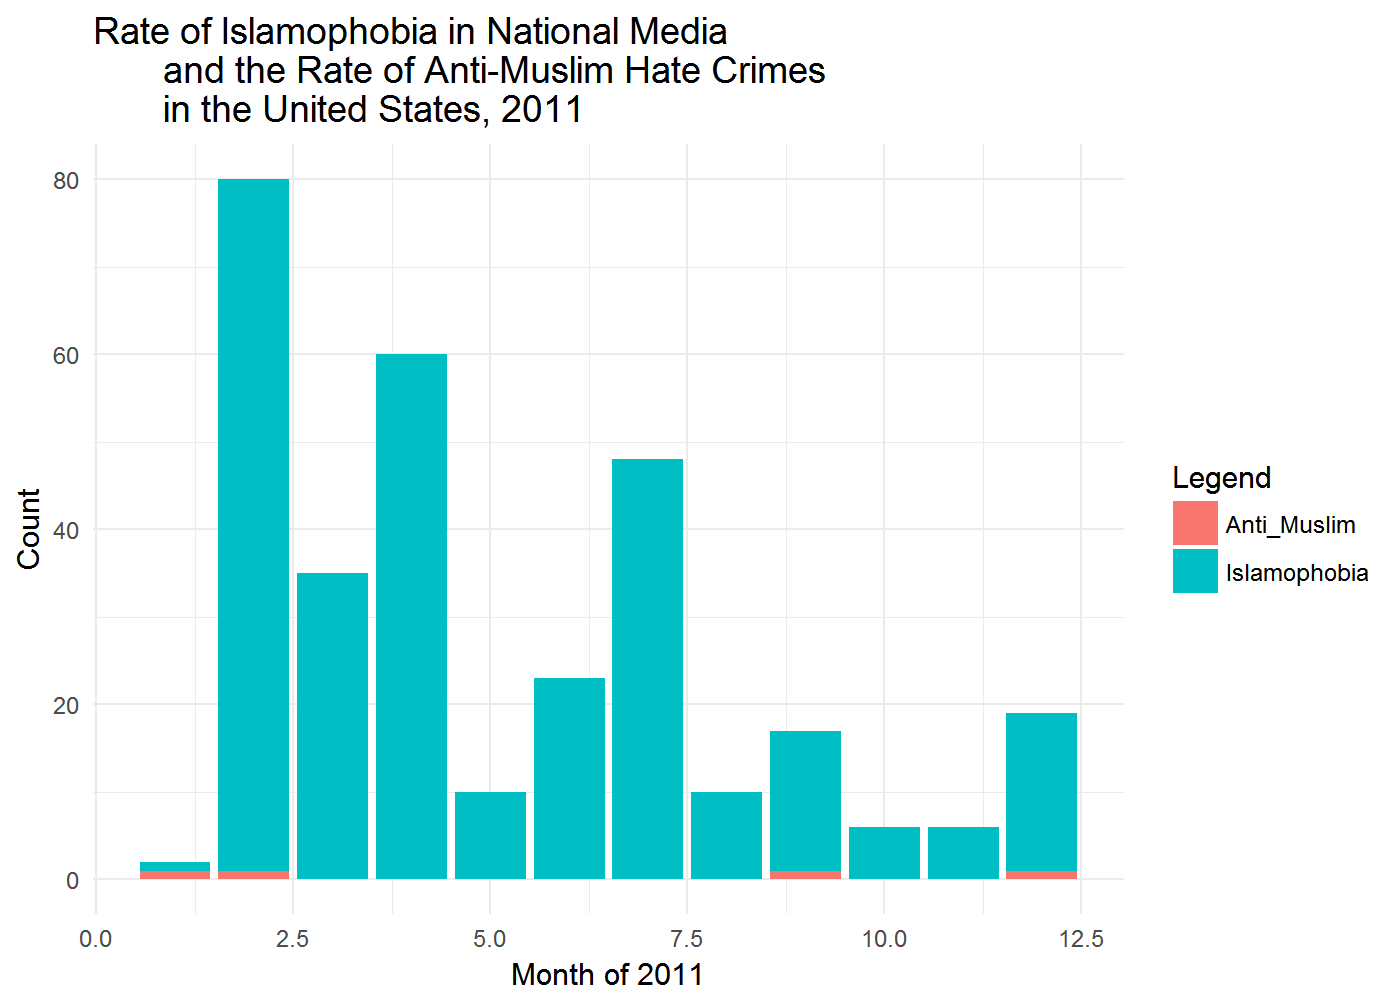 Rate of Islamophobia in National Media
and the Rate of Anti-Muslim Hate Crimes
in the United States, 2011
80
60
40
20
0
Count
0.0 2.5 5.0 7.5 10.0 12.5
Month of 2011
Legend
Anti_Muslim
Islamophobia